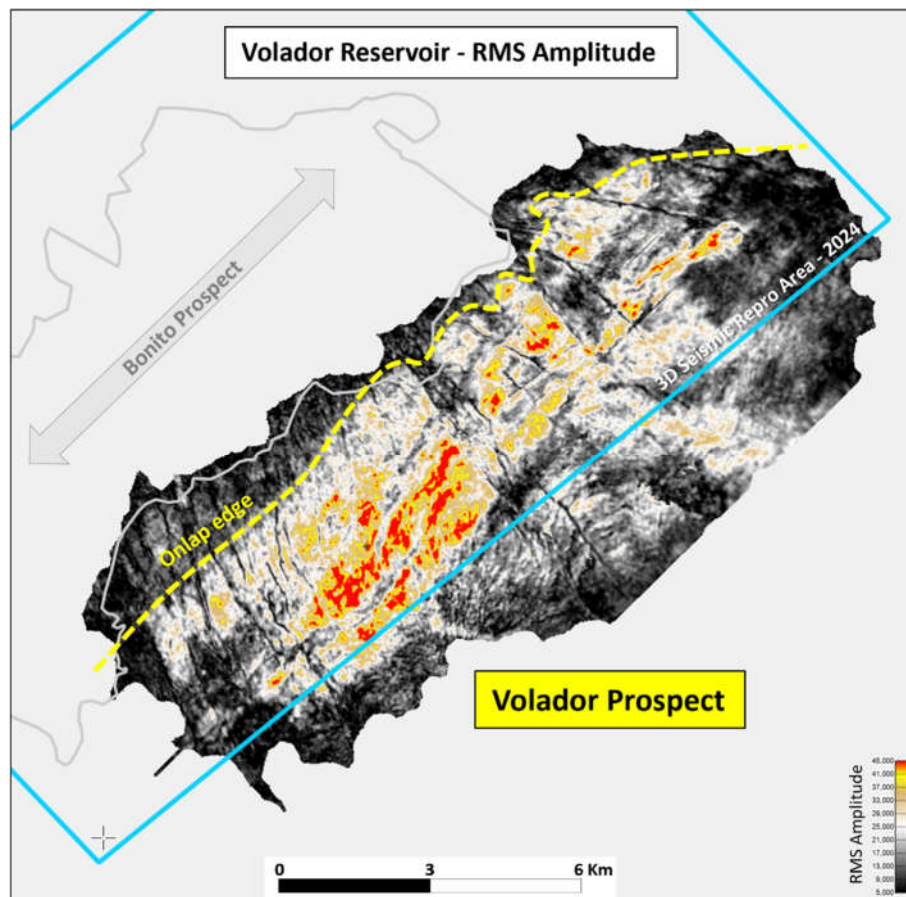 Volador Reservoir - RMS Amplitude
Bonito Prospect
3D Seismic Repro Area - 2024
Onlap edge
Volador Prospect
RMS Amplitude
45,000
41,000
37,000
33,000
29,000
25,000
21,000
17,000
13,000
9,000
5,000
0
3
6 Km